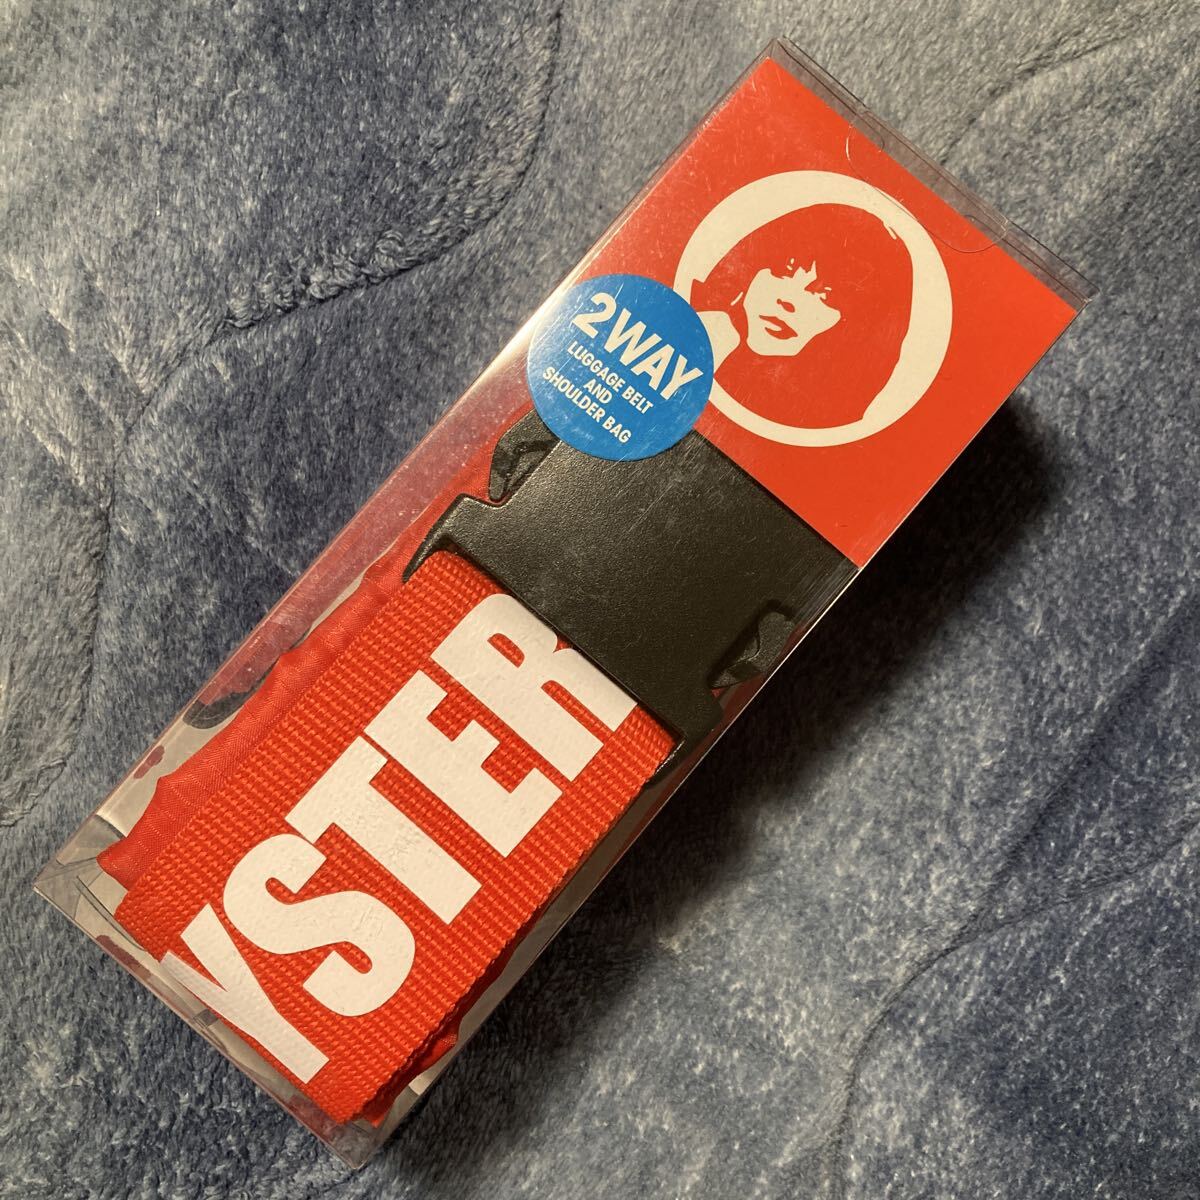 2WAY
LUGGAGE BELT
AND
SHOULDER BAG
YSTER